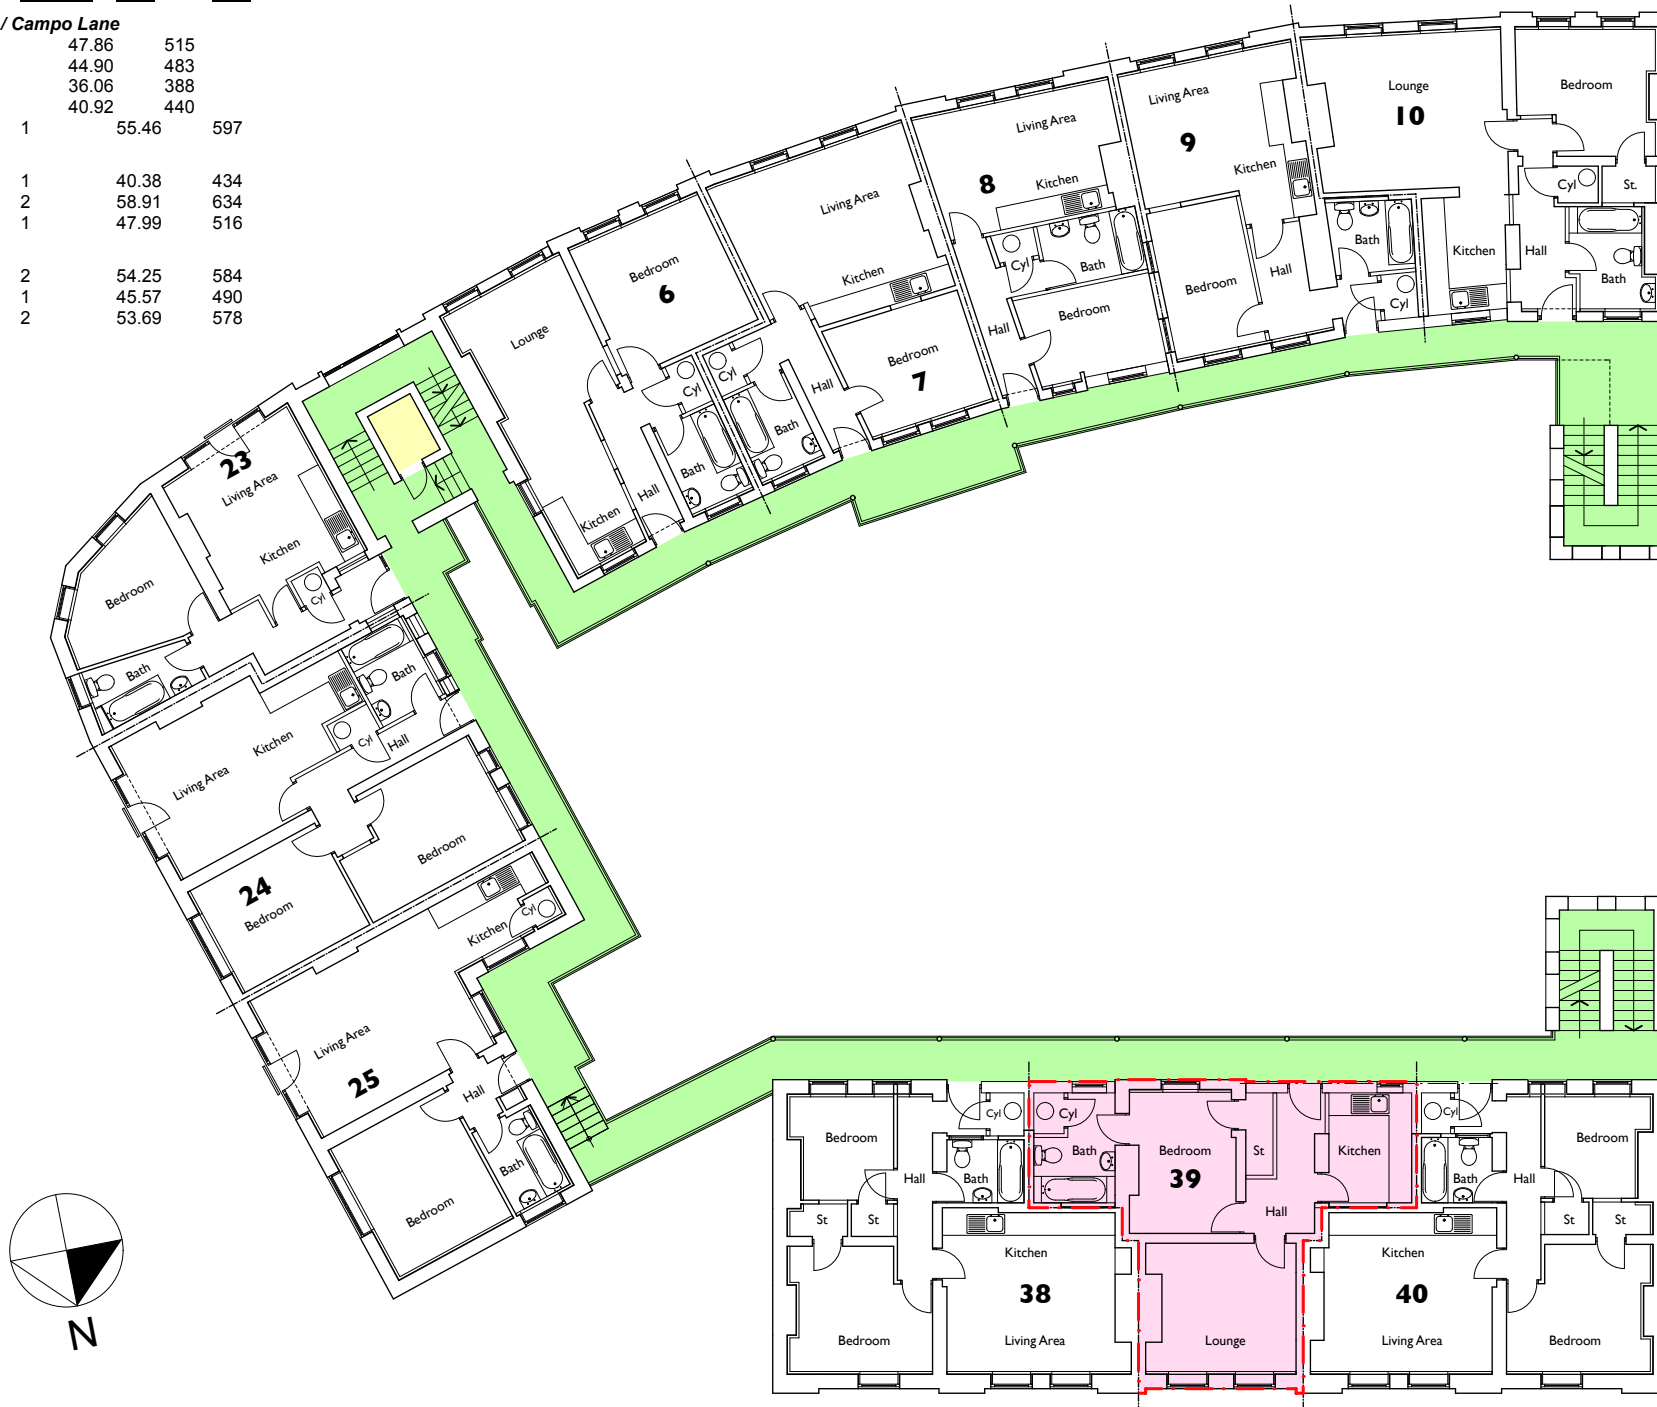 / Campo Lane
47.86 515
44.90 483
36.06 388
40.92 440
1 55.46 597
1 40.38 434
2 58.91 634
1 47.99 516
2 54.25 584
1 45.57 490
2 53.69 578
Lounge
Bedroom
6
Cyl
Bath
Hall
Kitchen
Living Area
Kitchen
Cyl
Hall
Bedroom
7
Bath
Living Area
8
Kitchen
Cyl
Bath
Hall
Bedroom
Living Area
9
Kitchen
Bedroom
Hall
Bath
Cyl
Lounge
10
Kitchen
Bedroom
Cyl
St.
Hall
Bath
23
Living Area
Kitchen
Bedroom
Cyl
Bath
Bath
Kitchen
Cyl
Hall
Living Area
Bedroom
24
Bedroom
Kitchen
Cyl
Living Area
25
Hall
Bath
Bedroom
N
Bedroom
Cyl
Hall
Bath
St
St
Kitchen
38
Living Area
Bedroom
Cyl
Bath
Bedroom
39
St
Kitchen
Hall
Lounge
Cyl
Bath
Hall
Bedroom
St
St
Kitchen
40
Living Area
Bedroom